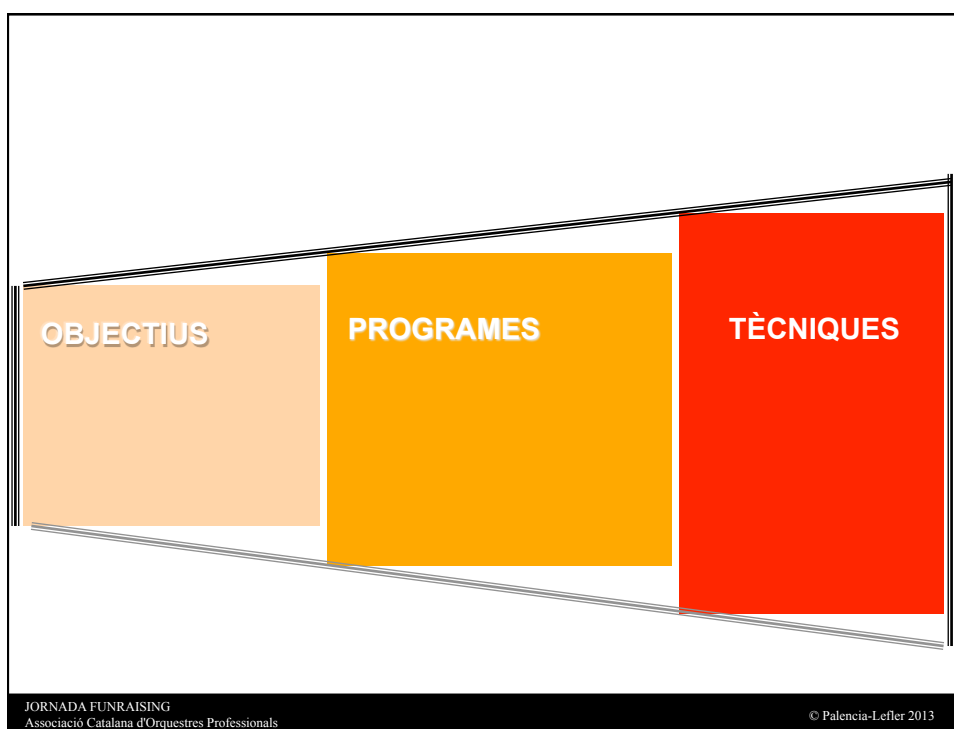 OBJECTIUS
PROGRAMES
TÈCNIQUES
JORNADA FUNRAISING
Associació Catalana d'Orquestres Professionals
© Palencia-Lefler 2013